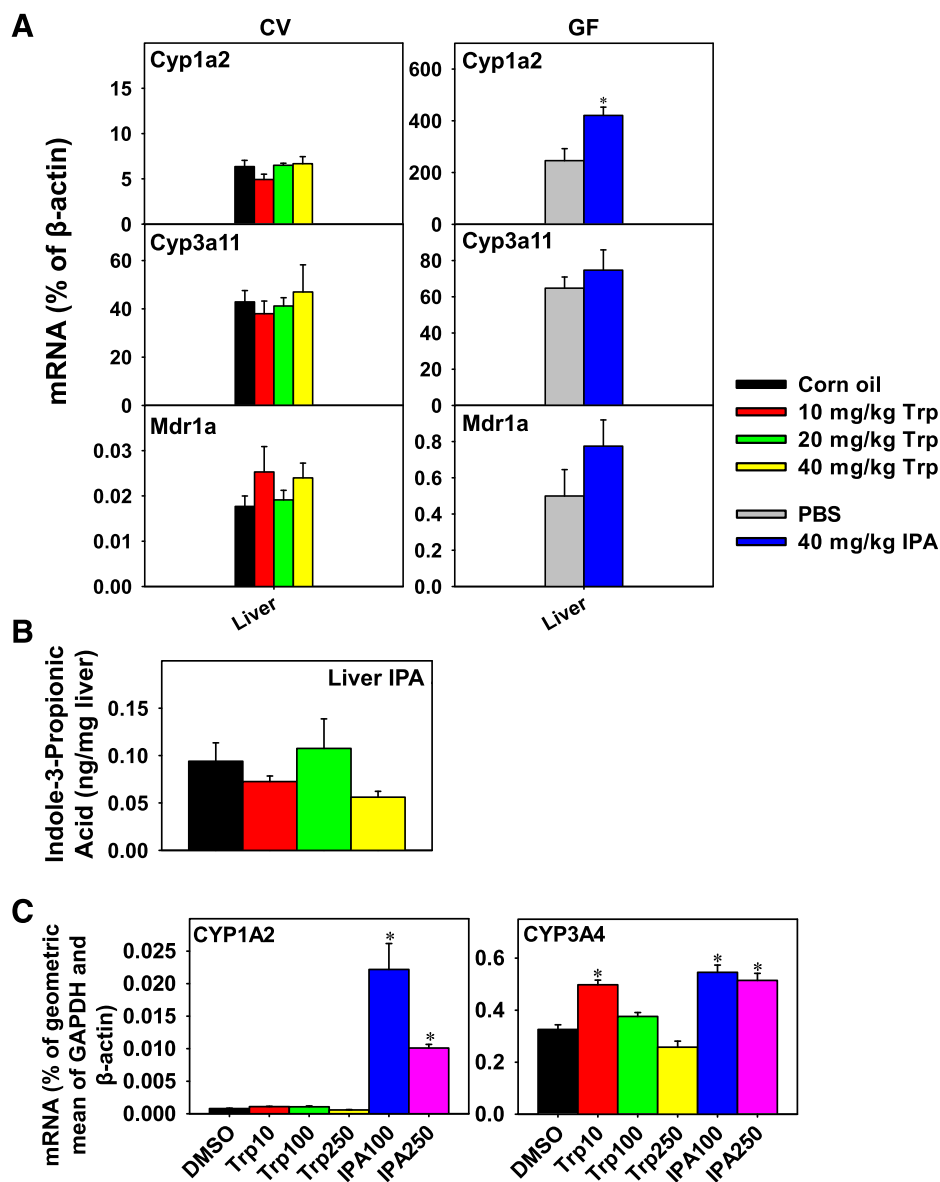 A
CV
GF
mRNA (% of β-actin)
Cyp1a2
15
10
5
0
Cyp1a2
600
400
200
0
*
Cyp3a11
60
40
20
0
Cyp3a11
80
60
40
20
0
Mdr1a
0.03
0.02
0.01
0.00
Mdr1a
0.8
0.6
0.4
0.2
0.0
Liver
Liver
Corn oil
10 mg/kg Trp
20 mg/kg Trp
40 mg/kg Trp
PBS
40 mg/kg IPA
B
Indole-3-Propionic
Acid (ng/mg liver)
Liver IPA
0.15
0.10
0.05
0.00
C
mRNA (% of geometric
mean of GAPDH and
β-actin)
CYP1A2
0.025
0.020
0.015
0.010
0.005
0.000
*
*
DMSO
Trp10
Trp100
Trp250
IPA100
IPA250
CYP3A4
0.6
0.4
0.2
0.0
*
*
*
DMSO
Trp10
Trp100
Trp250
IPA100
IPA250